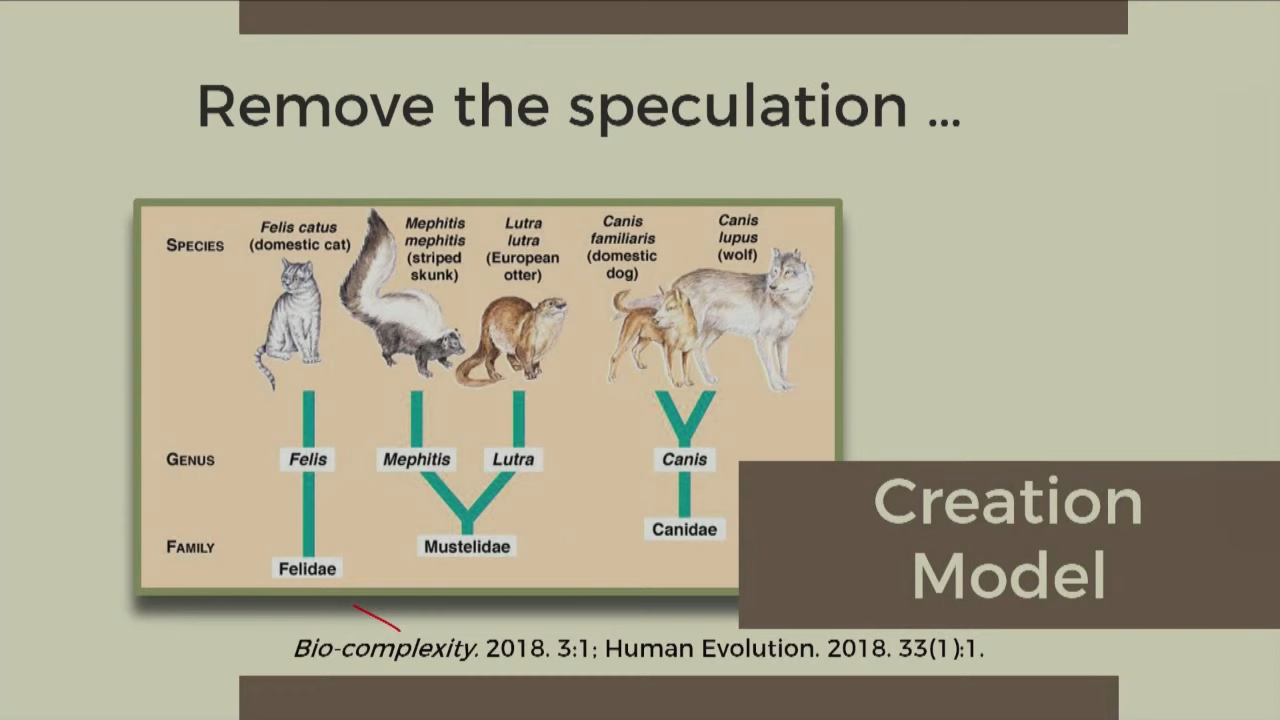 Remove the speculation ...
SPECIES
Felis catus
(domestic cat)
Mephitis
mephitis
(striped
skunk)
Lutra
lutra
(European
otter)
Canis
familiaris
(domestic
dog)
Canis
lupus
(wolf)
GENUS
Felis
Mephitis
Lutra
Canis
FAMILY
Felidae
Mustelidae
Canidae
Creation
Model
Bio-complexity. 2018. 3:1; Human Evolution. 2018. 33(1):1.